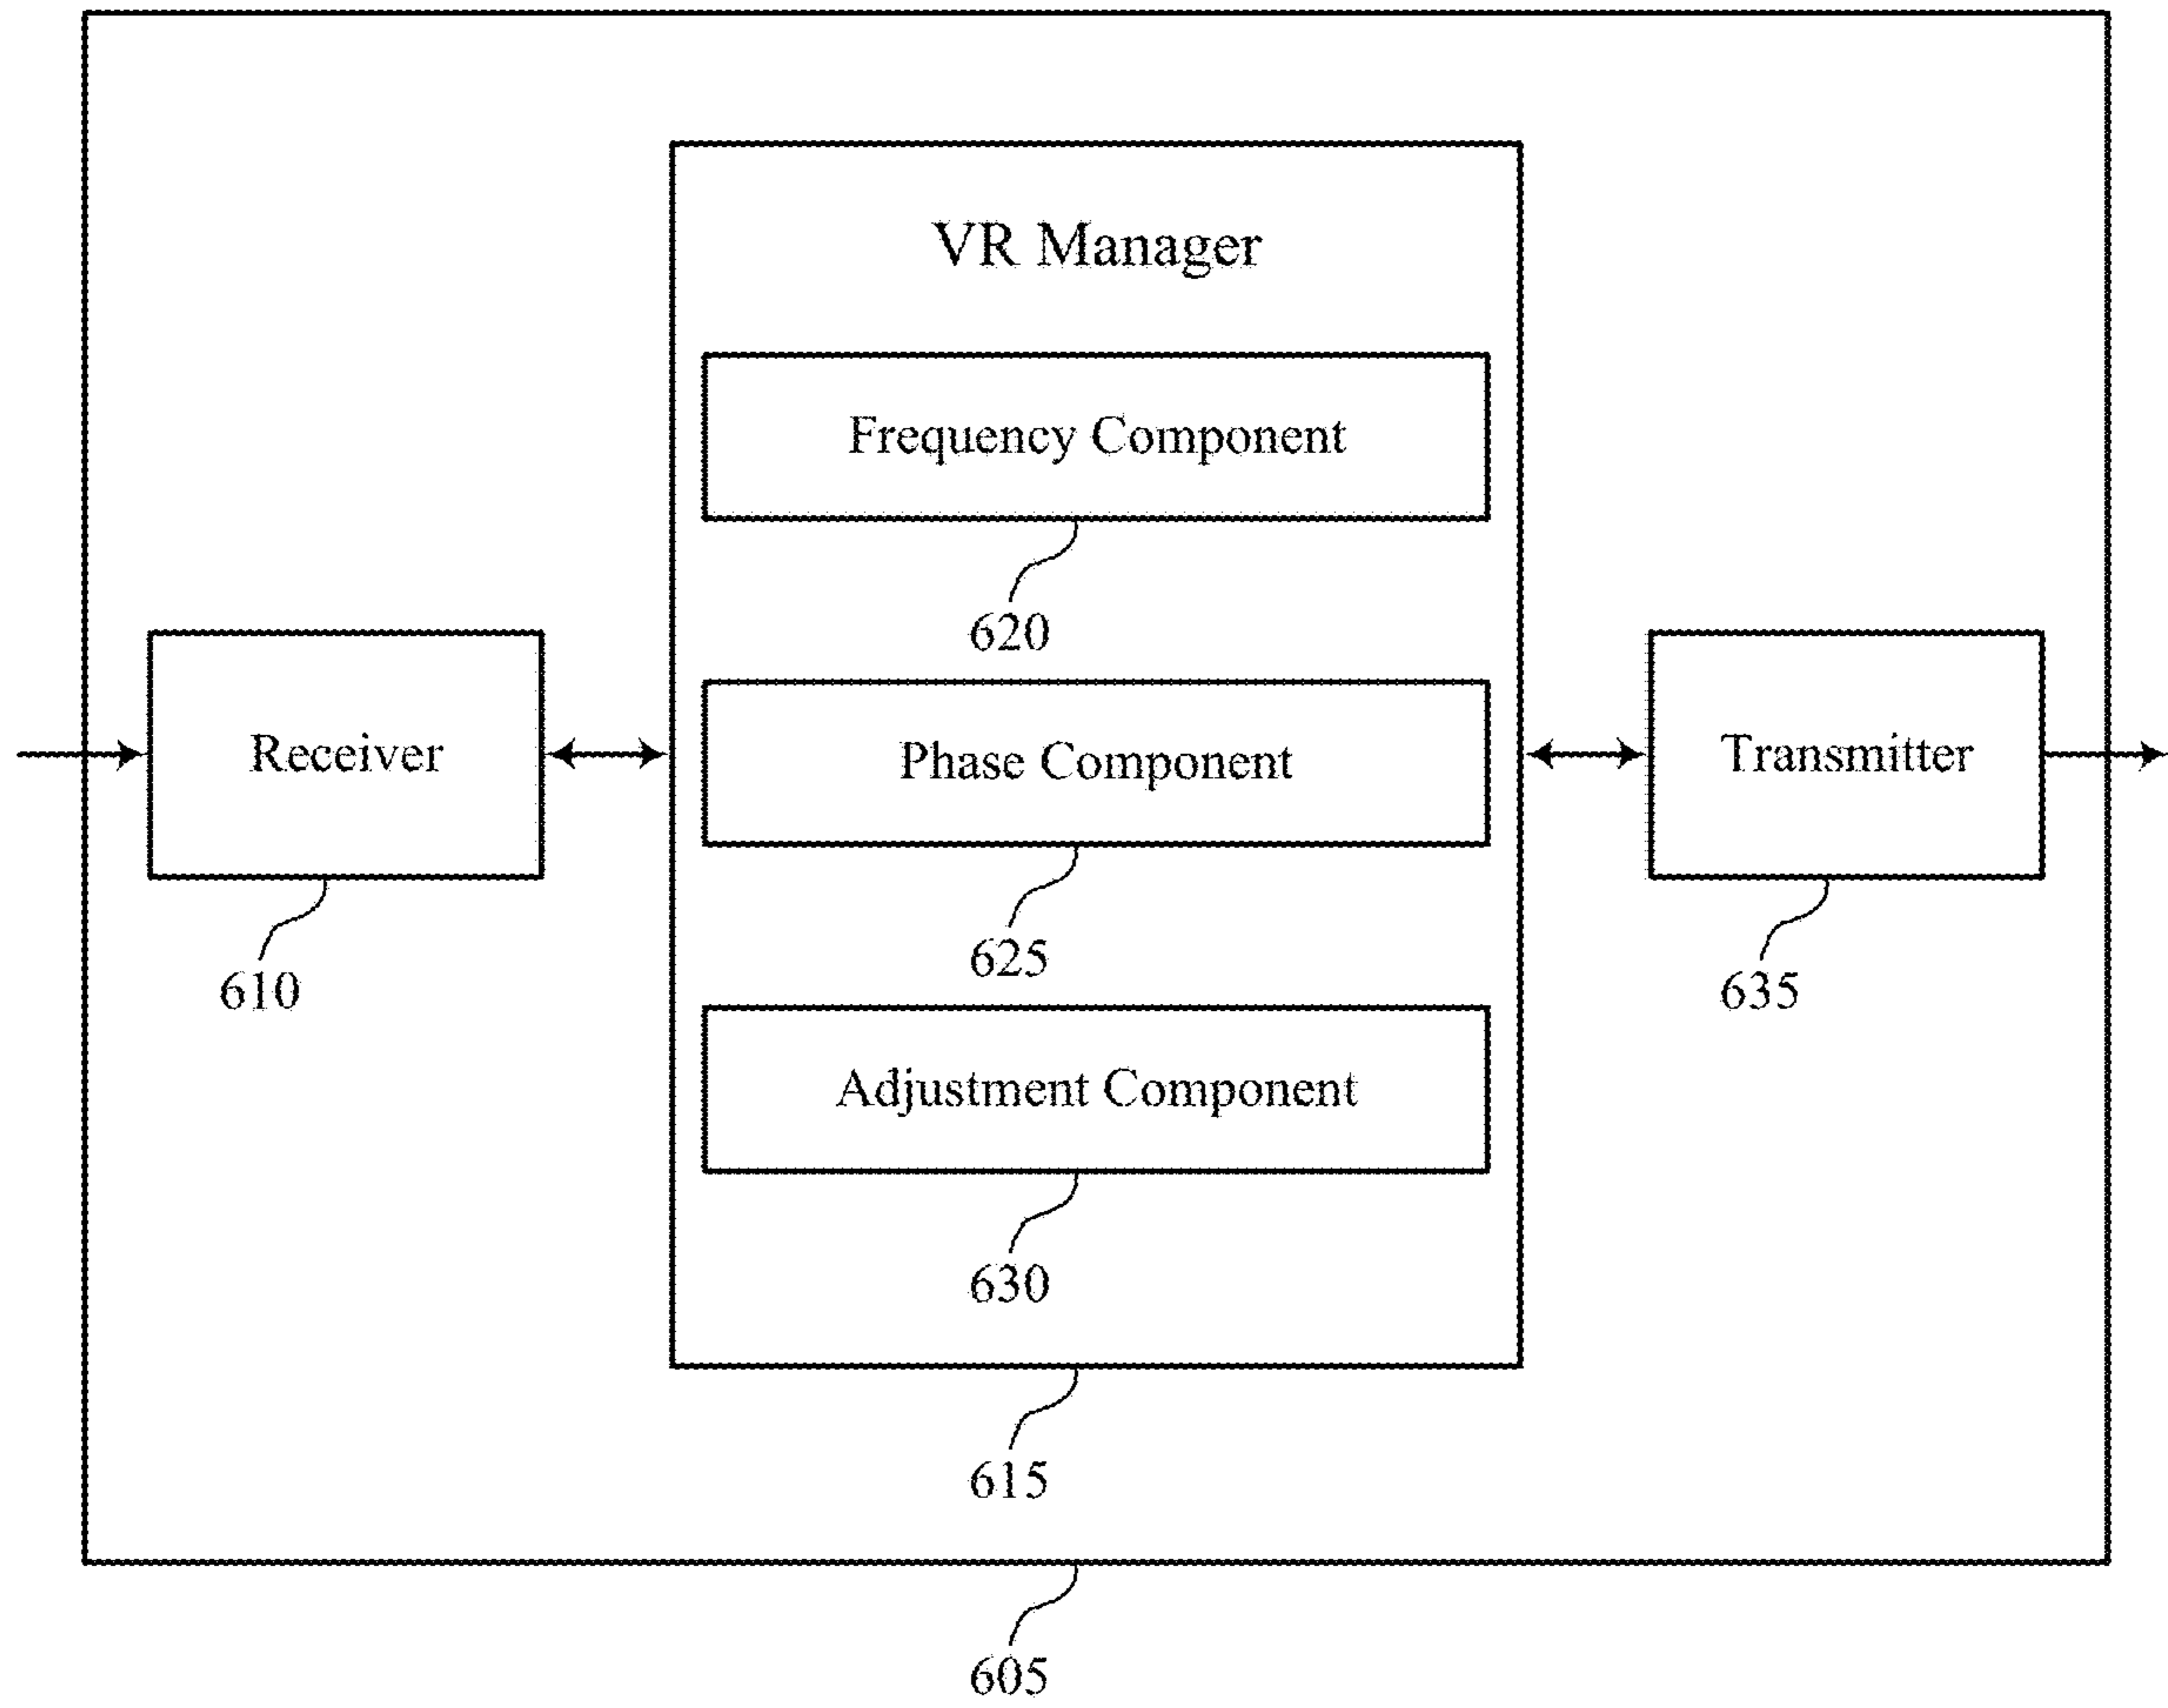 VR Manager
Frequency Component
620
Receiver
610
Phase Component
625
Transmitter
635
Adjustment Component
630
615
605